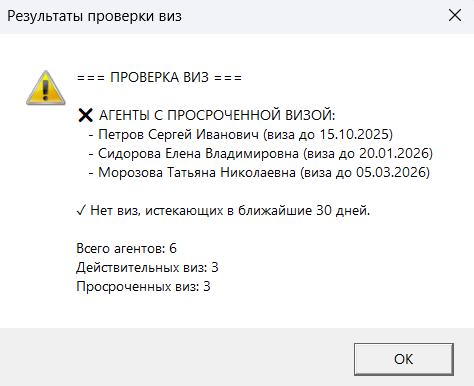 Результаты проверки виз
=== ПРОВЕРКА ВИЗ ===
❌ АГЕНТЫ С ПРОСРОЧЕННОЙ ВИЗОЙ:
- Петров Сергей Иванович (виза до 15.10.2025)
- Сидорова Елена Владимировна (виза до 20.01.2026)
- Морозова Татьяна Николаевна (виза до 05.03.2026)
✓ Нет виз, истекающих в ближайшие 30 дней.
Всего агентов: 6
Действительных виз: 3
Просроченных виз: 3
ОК